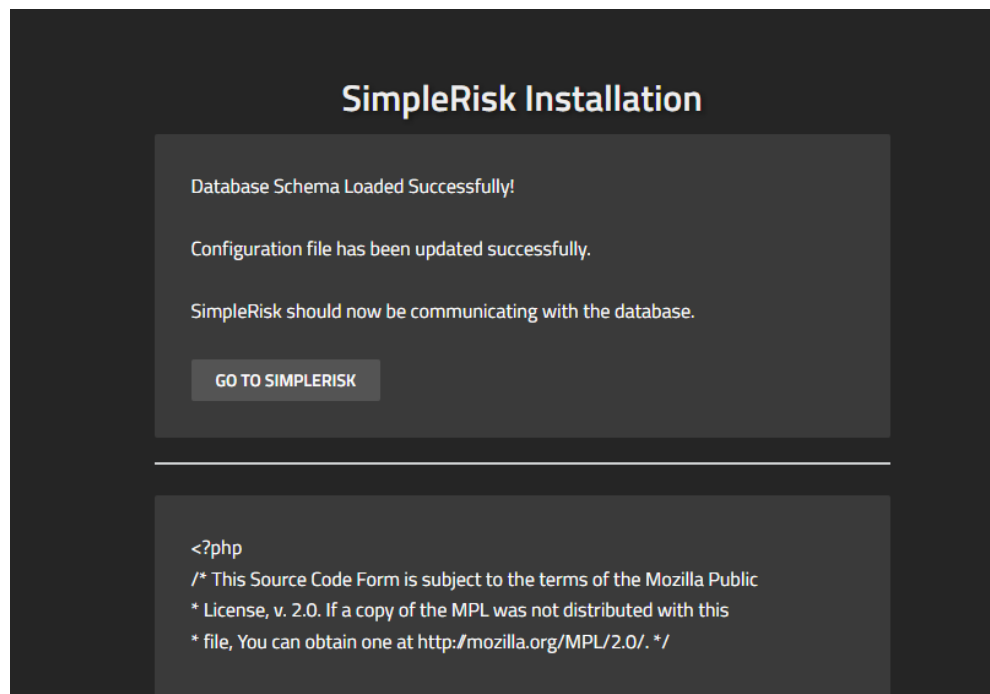 SimpleRisk Installation
Database Schema Loaded Successfully!
Configuration file has been updated successfully.
SimpleRisk should now be communicating with the database.
GO TO SIMPLERISK
<?php
/* This Source Code Form is subject to the terms of the Mozilla Public
* License, v. 2.0. If a copy of the MPL was not distributed with this
* file, You can obtain one at http://mozilla.org/MPL/2.0/. */